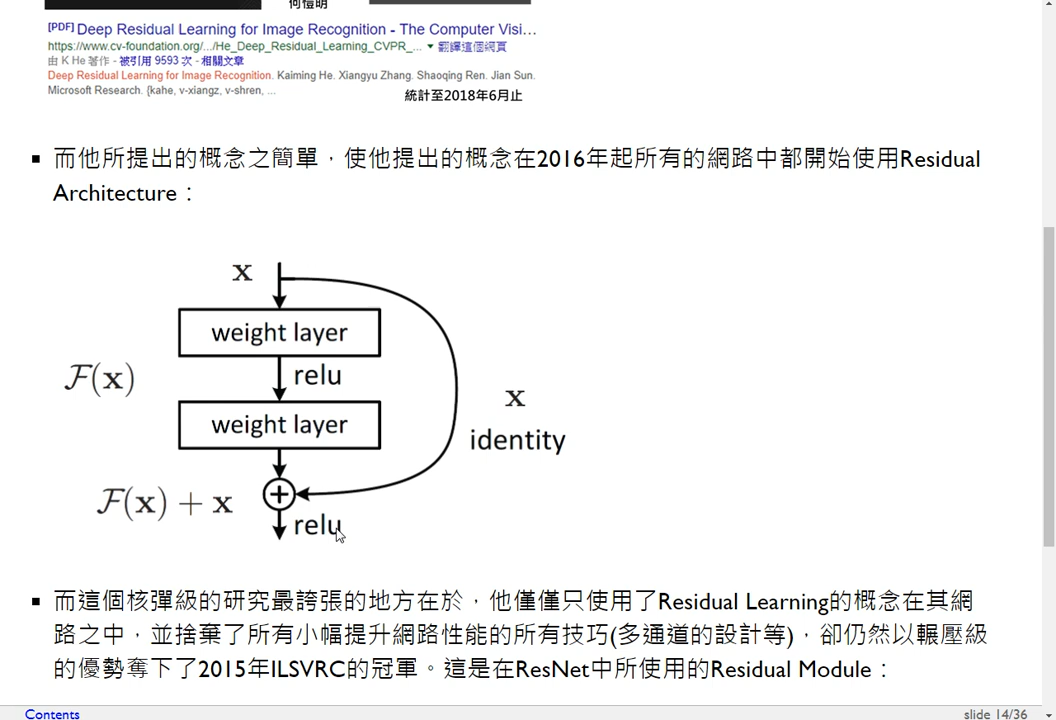 何愷明
[PDF] Deep Residual Learning for Image Recognition - The Computer Visi...
https://www.cv-foundation.org/.../He_Deep_Residual_Learning_CVPR_... ▼ 翻譯這個網頁
由 K He 著作 - 被引用 9593 次 - 相關文章
Deep Residual Learning for Image Recognition. Kaiming He. Xiangyu Zhang. Shaoqing Ren. Jian Sun.
Microsoft Research. {kahe, v-xiangz, v-shren, ...
統計至2018年6月止
而他所提出的概念之簡單，使他提出的概念在2016年起所有的網路中都開始使用Residual
Architecture：
x
weight layer
F(x)
relu
x
weight layer
identity
F(x) + x
relu
而這個核彈級的研究最誇張的地方在於，他僅僅只使用了Residual Learning的概念在其網
路之中，並捨棄了所有小幅提升網路性能的所有技巧(多通道的設計等)，卻仍然以輾壓級
的優勢奪下了2015年ILSVRC的冠軍。這是在ResNet中所使用的Residual Module：
Contents
slide 14/36